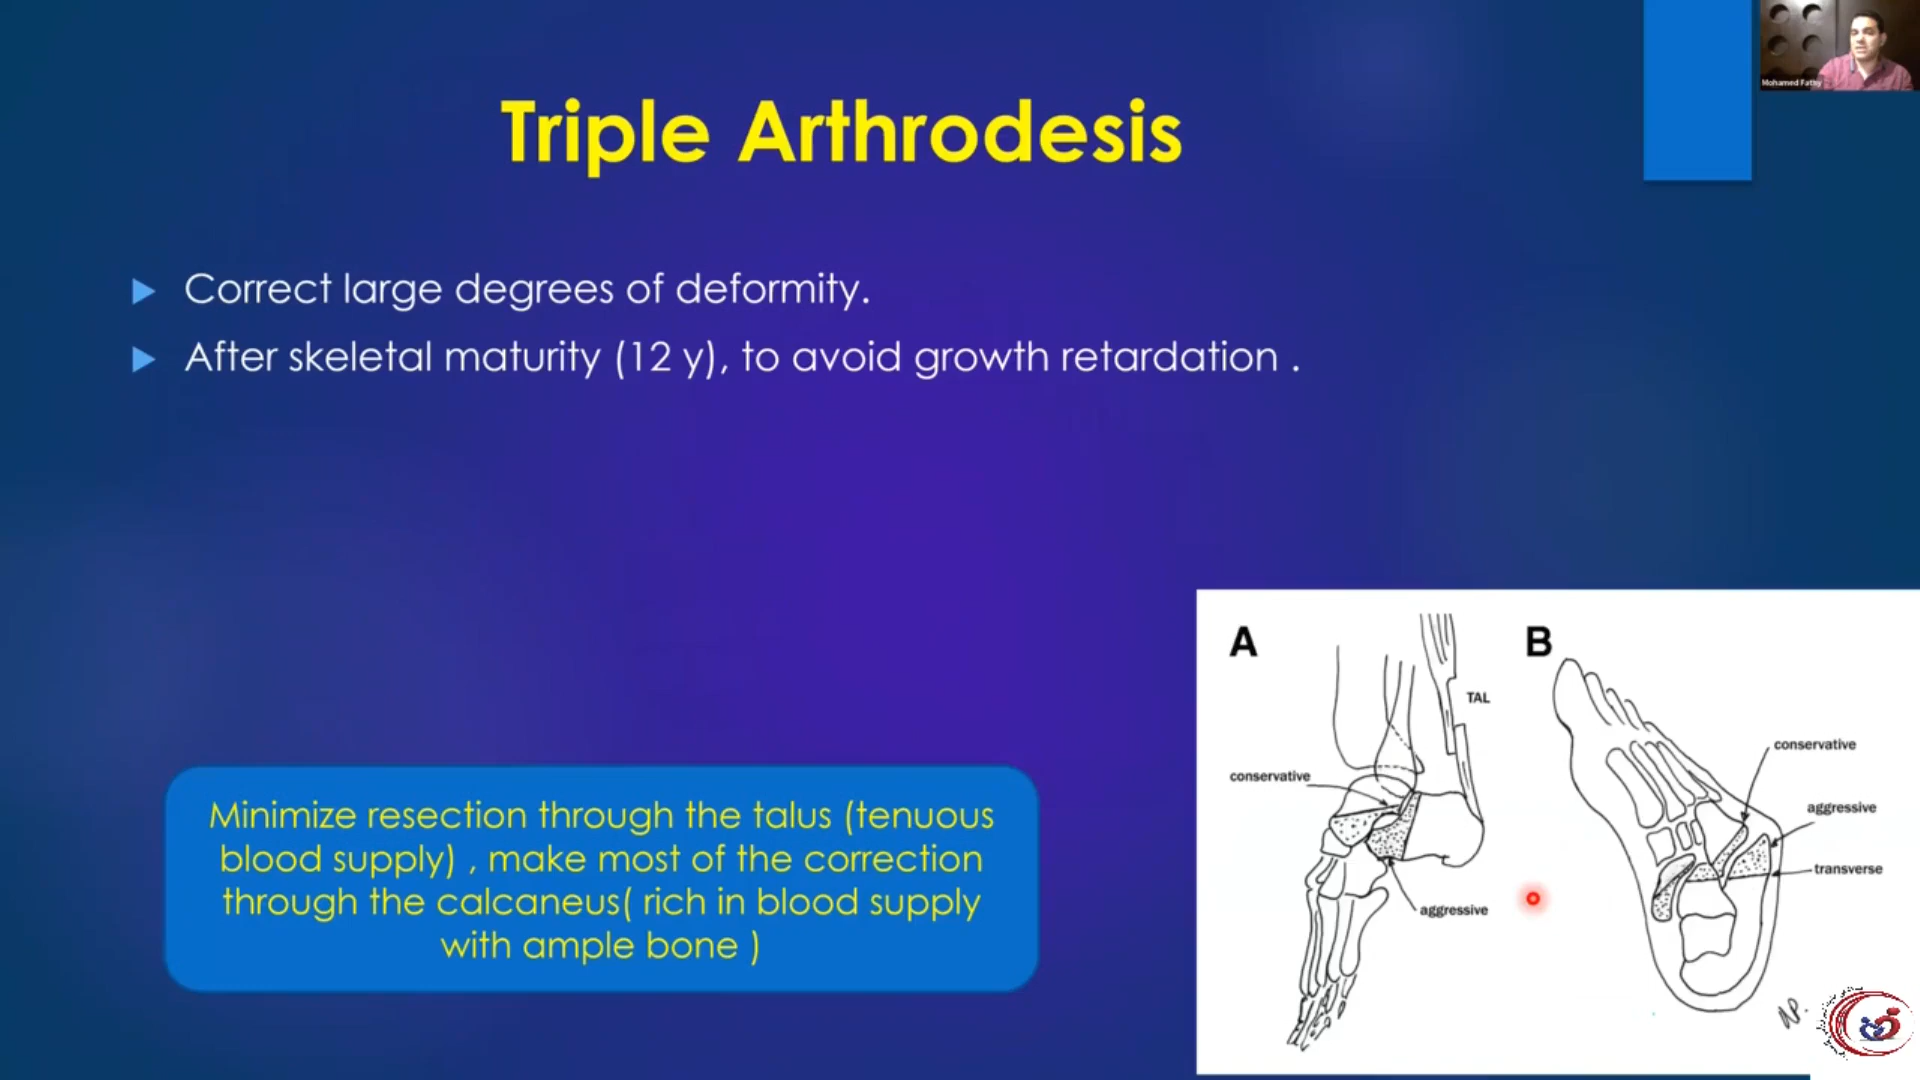 Mohamed Fathy
Triple Arthrodesis
Correct large degrees of deformity.
After skeletal maturity (12 y), to avoid growth retardation .
Minimize resection through the talus (tenuous
blood supply) , make most of the correction
through the calcaneus( rich in blood supply
with ample bone )
A
TAL
conservative
aggressive
B
conservative
aggressive
transverse